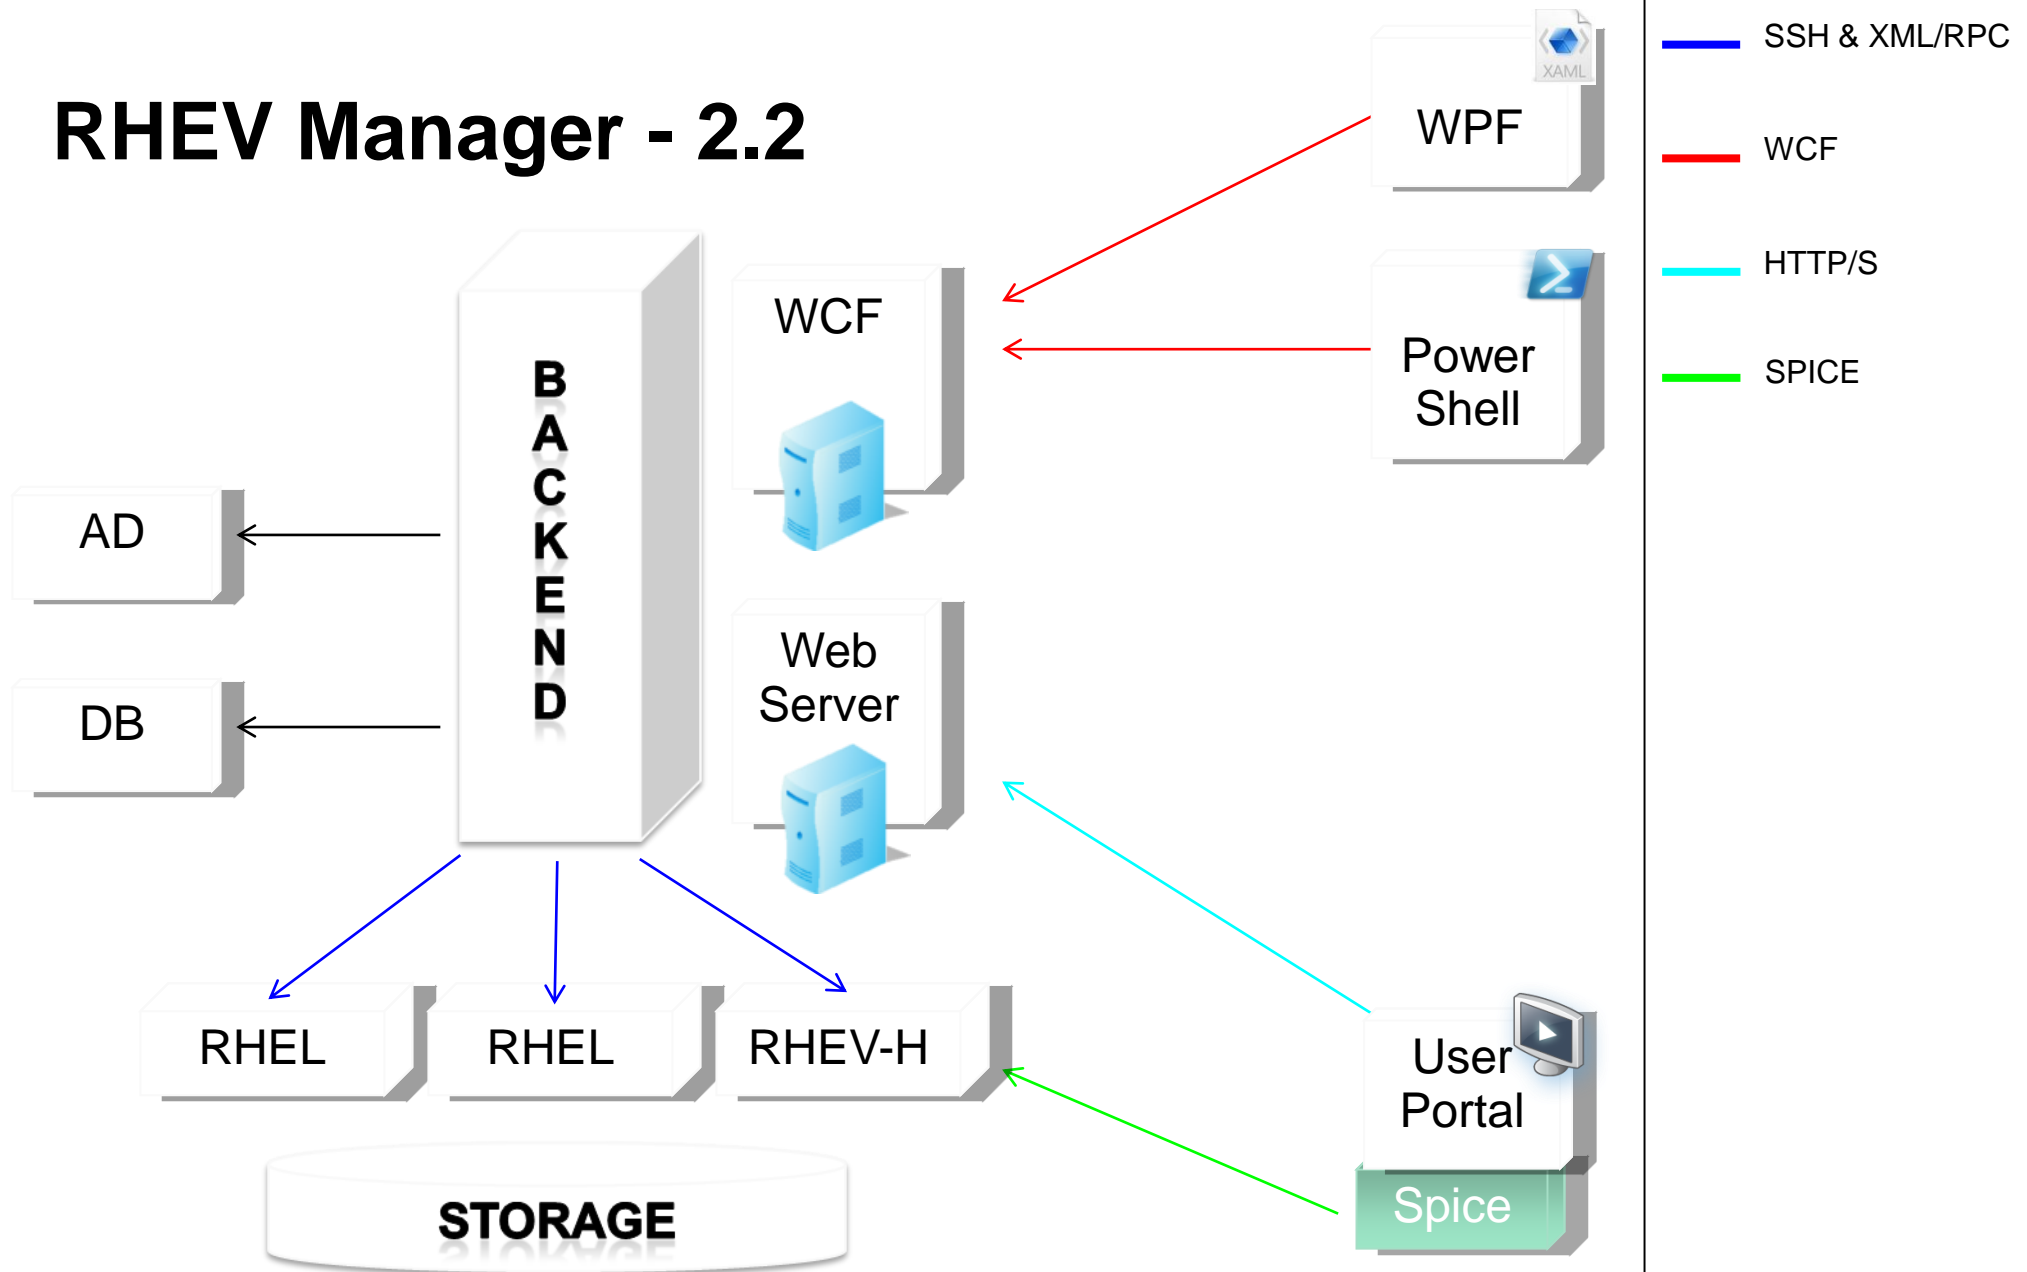 RHEV Manager - 2.2
XAML
WPF
Power
Shell
WCF
BACKEND
AD
DB
Web
Server
RHEL
RHEL
RHEV-H
STORAGE
User
Portal
Spice
SSH & XML/RPC
WCF
HTTP/S
SPICE